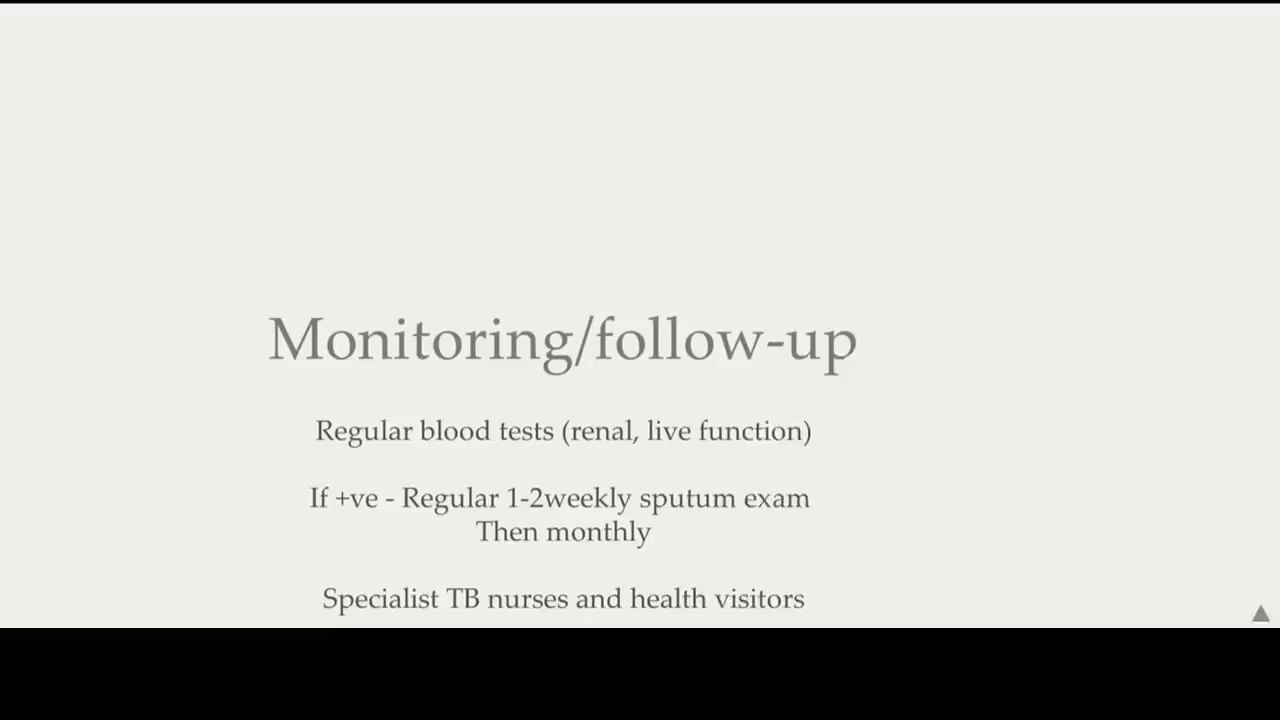 Monitoring/follow-up
Regular blood tests (renal, live function)
If +ve - Regular 1-2weekly sputum exam
Then monthly
Specialist TB nurses and health visitors